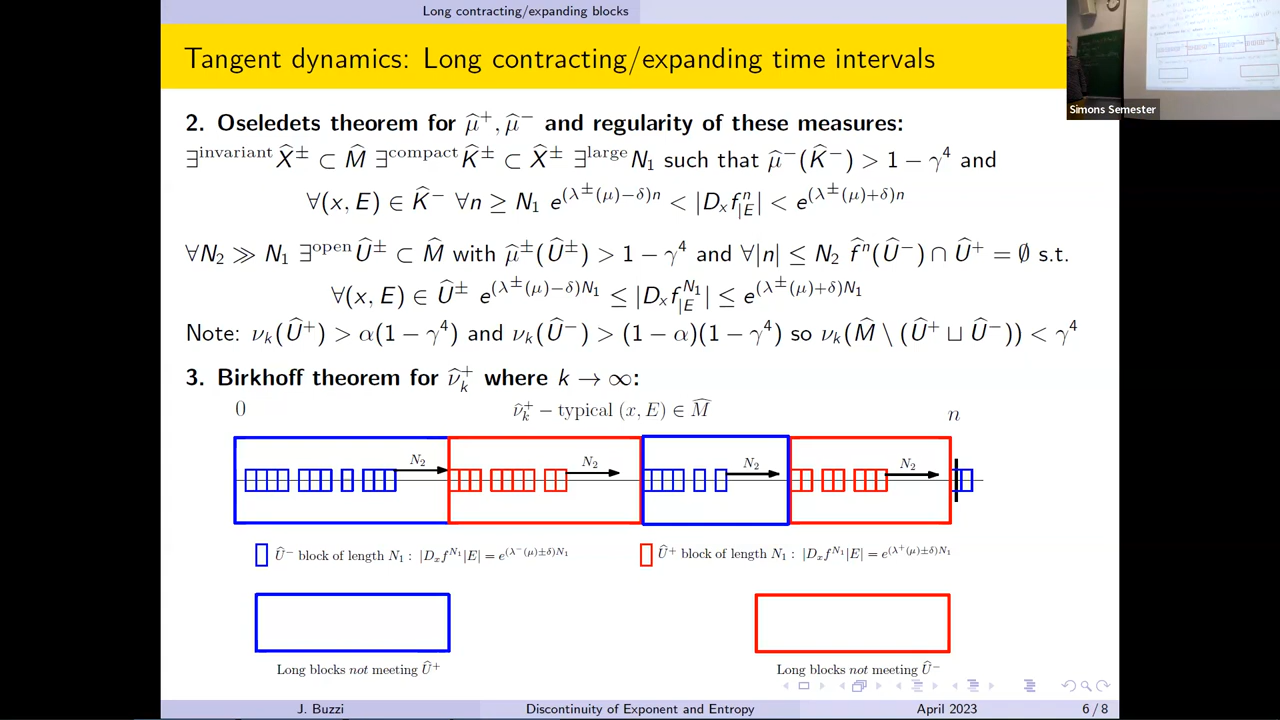 Long contracting/expanding blocks
Tangent dynamics: Long contracting/expanding time intervals
Simons Semester
2. Oseledets theorem for μ̂⁺, μ̂⁻ and regularity of these measures:
∃^invariant X̂^± ⊂ M̂ ∃^compact K̂^± ⊂ X̂^± ∃^large N₁ such that μ̂⁻(K̂⁻) > 1 − γ⁴ and
∀(x, E) ∈ K̂⁻ ∀n ≥ N₁ e^{(λ^±(μ)−δ)n} < |D_x f^n_{|E}| < e^{(λ^±(μ)+δ)n}
∀N₂ ≫ N₁ ∃^open Û^± ⊂ M̂ with μ̂^±(Û^±) > 1 − γ⁴ and ∀|n| ≤ N₂ f̂^n(Û⁻) ∩ Û⁺ = ∅ s.t.
∀(x, E) ∈ Û^± e^{(λ^±(μ)−δ)N₁} ≤ |D_x f^{N₁}_{|E}| ≤ e^{(λ^±(μ)+δ)N₁}
Note: ν_k(Û⁺) > α(1 − γ⁴) and ν_k(Û⁻) > (1 − α)(1 − γ⁴) so ν_k(M̂ \ (Û⁺ ⊔ Û⁻)) < γ⁴
3. Birkhoff theorem for ν̂_k⁺ where k → ∞:
0 ν̂_k⁺ − typical (x, E) ∈ M̂ n
N₂ N₂ N₂ N₂
Û⁻ block of length N₁ : |D_x f^{N₁}|E| = e^{(λ⁻(μ)±δ)N₁} Û⁺ block of length N₁ : |D_x f^{N₁}|E| = e^{(λ⁺(μ)±δ)N₁}
Long blocks not meeting Û⁺ Long blocks not meeting Û⁻
J. Buzzi Discontinuity of Exponent and Entropy April 2023 6 / 8